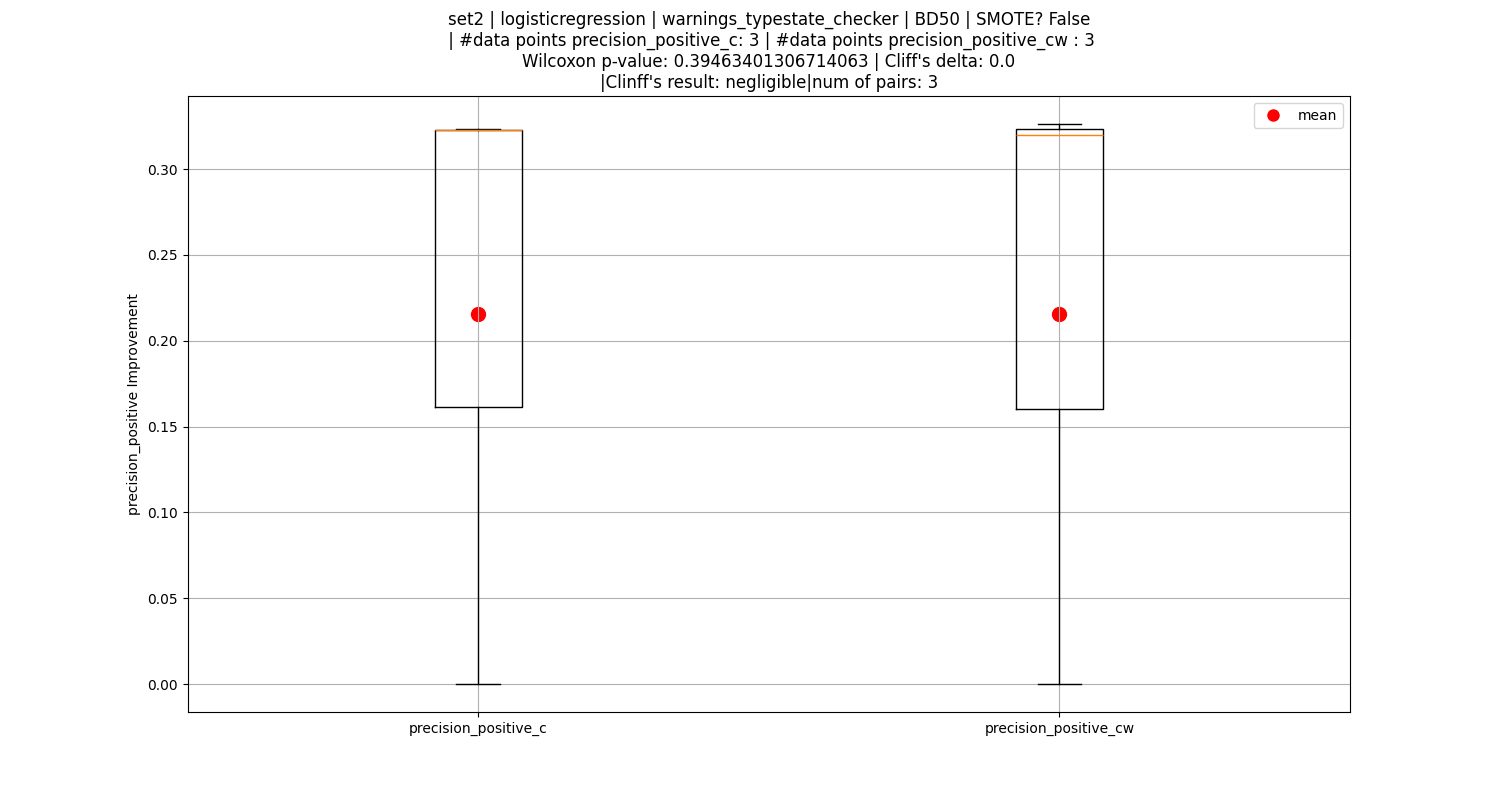 set2 | logisticregression | warnings_typestate_checker | BD50 | SMOTE? False
| #data points precision_positive_c: 3 | #data points precision_positive_cw : 3
Wilcoxon p-value: 0.39463401306714063 | Cliff's delta: 0.0
|Clinff's result: negligible|num of pairs: 3
mean
precision_positive Improvement
0.30
0.25
0.20
0.15
0.10
0.05
0.00
precision_positive_c
precision_positive_cw